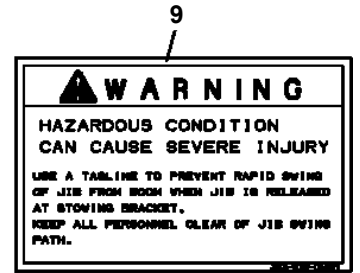 9
WARNING
HAZARDOUS CONDITION
CAN CAUSE SEVERE INJURY
USE A TAGLINE TO PREVENT RAPID SWING
OF JIB FROM BOOM WHEN JIB IS RELEASED
AT STOWING BRACKET.
KEEP ALL PERSONNEL CLEAR OF JIB SWING
PATH.